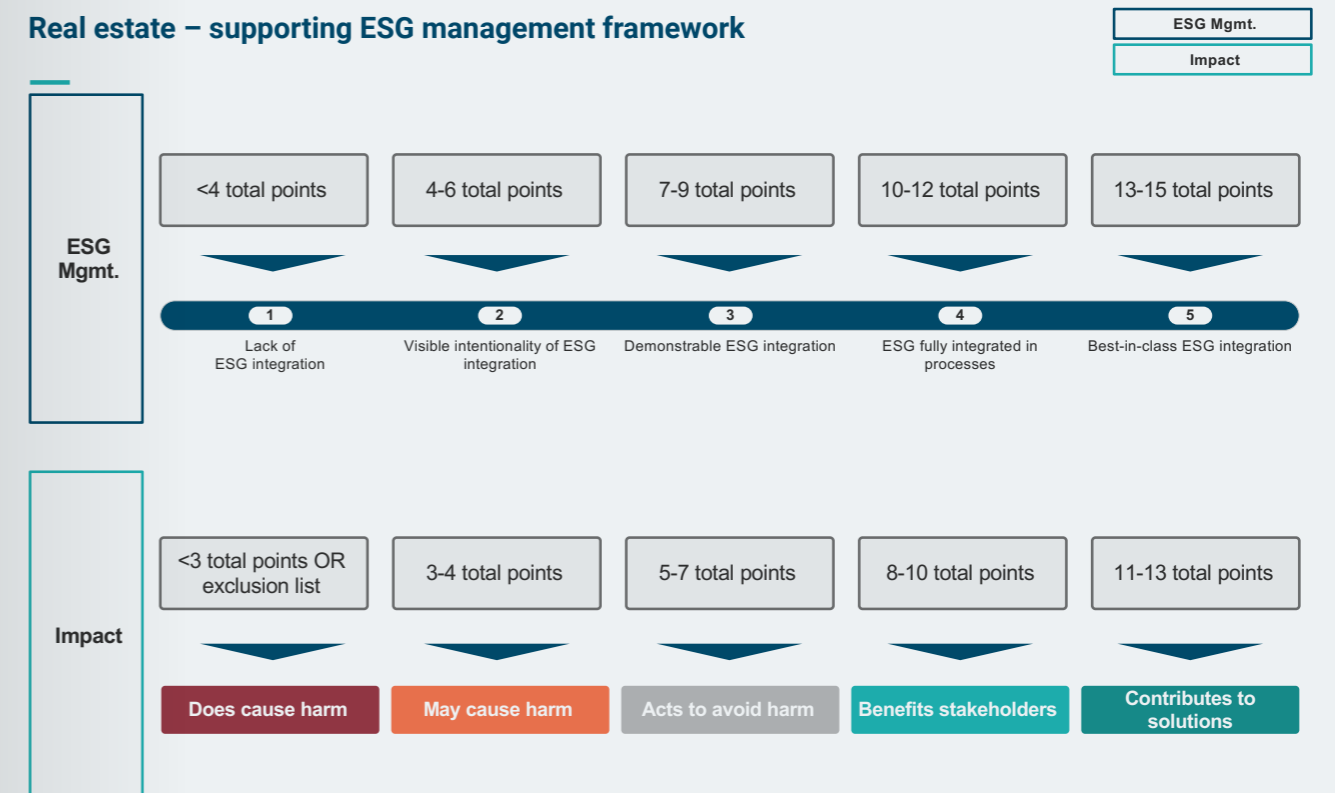 Real estate – supporting ESG management framework
ESG Mgmt.
Impact
ESG
Mgmt.
<4 total points
4-6 total points
7-9 total points
10-12 total points
13-15 total points
1
2
3
4
5
Lack of
ESG integration
Visible intentionality of ESG
integration
Demonstrable ESG integration
ESG fully integrated in
processes
Best-in-class ESG integration
Impact
<3 total points OR
exclusion list
3-4 total points
5-7 total points
8-10 total points
11-13 total points
Does cause harm
May cause harm
Acts to avoid harm
Benefits stakeholders
Contributes to
solutions